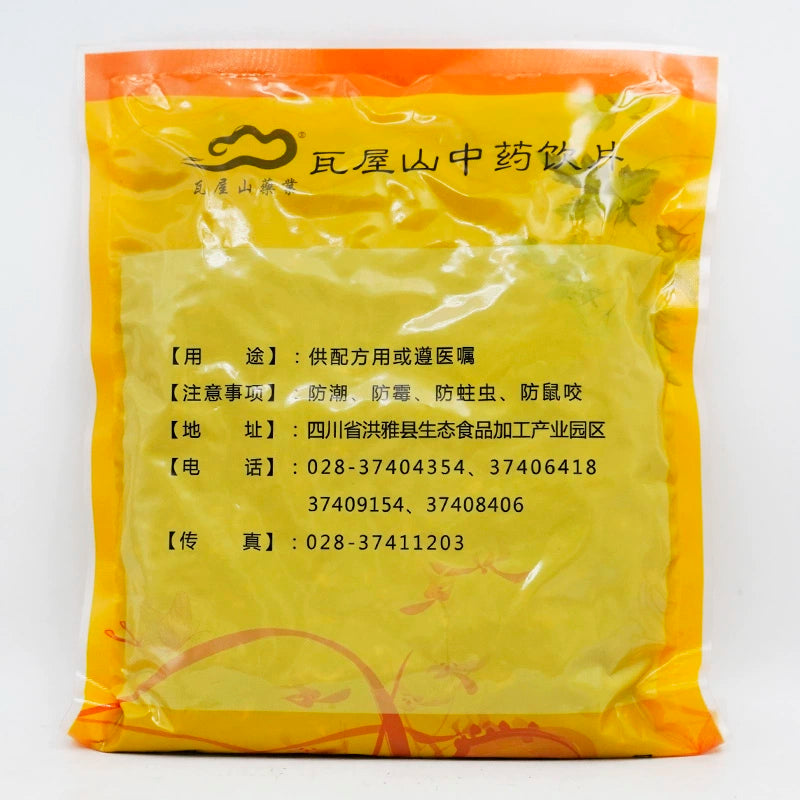 瓦屋山中药饮片
®
瓦屋山藥業
【用 途】：供配方用或遵医嘱
【注意事项】：防潮、防霉、防蛀虫、防鼠咬
【地 址】：四川省洪雅县生态食品加工产业园区
【电 话】：028-37404354、37406418
37409154、37408406
【传 真】：028-37411203